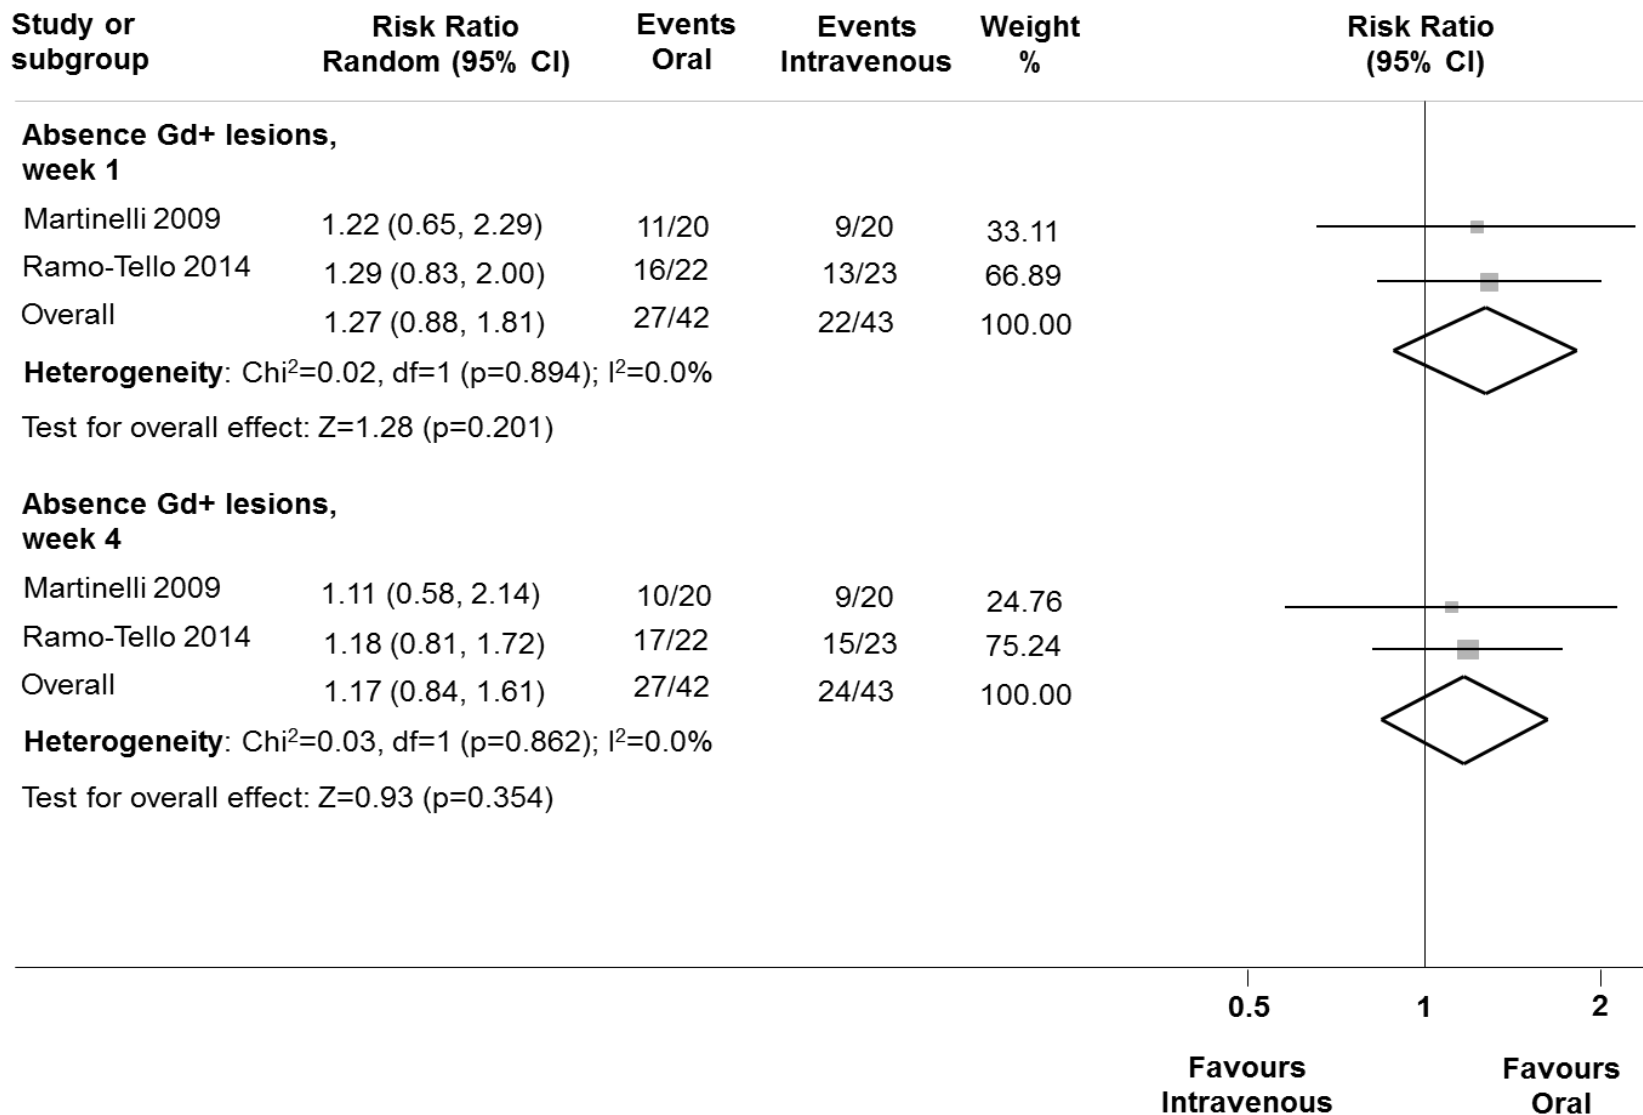 Study or subgroup Risk Ratio Random (95% CI) Events Oral Events Intravenous Weight % Risk Ratio (95% CI)
Absence Gd+ lesions,
week 1
Martinelli 2009 1.22 (0.65, 2.29) 11/20 9/20 33.11
Ramo-Tello 2014 1.29 (0.83, 2.00) 16/22 13/23 66.89
Overall 1.27 (0.88, 1.81) 27/42 22/43 100.00
Heterogeneity: Chi²=0.02, df=1 (p=0.894); I²=0.0%
Test for overall effect: Z=1.28 (p=0.201)
Absence Gd+ lesions,
week 4
Martinelli 2009 1.11 (0.58, 2.14) 10/20 9/20 24.76
Ramo-Tello 2014 1.18 (0.81, 1.72) 17/22 15/23 75.24
Overall 1.17 (0.84, 1.61) 27/42 24/43 100.00
Heterogeneity: Chi²=0.03, df=1 (p=0.862); I²=0.0%
Test for overall effect: Z=0.93 (p=0.354)
0.5 1 2
Favours Intravenous Favours Oral